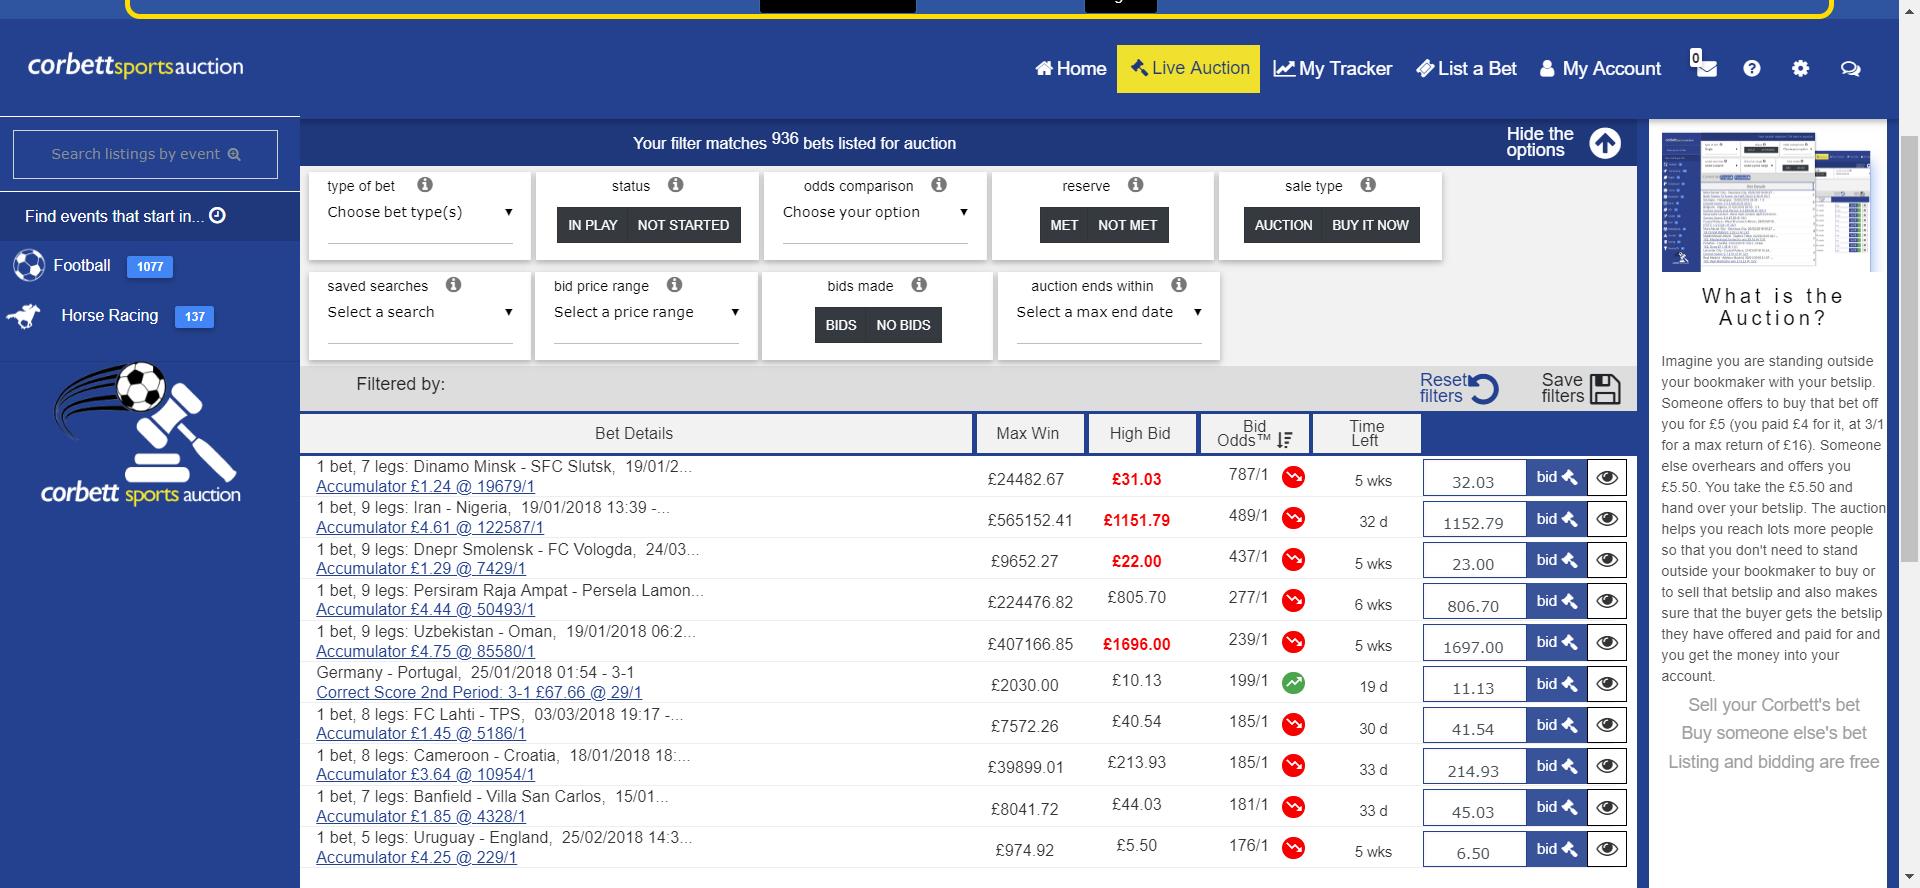 corbettsportsauction
Home
Live Auction
My Tracker
List a Bet
My Account
0
Search listings by event
Find events that start in...
Football 1077
Horse Racing 137
corbett sports auction
Your filter matches 936 bets listed for auction
Hide the
options
type of bet
Choose bet type(s)
status
IN PLAY NOT STARTED
odds comparison
Choose your option
reserve
MET NOT MET
sale type
AUCTION BUY IT NOW
saved searches
Select a search
bid price range
Select a price range
bids made
BIDS NO BIDS
auction ends within
Select a max end date
Filtered by:
Reset
filters
Save
filters
Bet Details Max Win High Bid Bid Odds™ Time Left
1 bet, 7 legs: Dinamo Minsk - SFC Slutsk, 19/01/2...
Accumulator £1.24 @ 19679/1
£24482.67 £31.03 787/1 5 wks 32.03 bid
1 bet, 9 legs: Iran - Nigeria, 19/01/2018 13:39 -...
Accumulator £4.61 @ 122587/1
£565152.41 £1151.79 489/1 32 d 1152.79 bid
1 bet, 9 legs: Dnepr Smolensk - FC Vologda, 24/03...
Accumulator £1.29 @ 7429/1
£9652.27 £22.00 437/1 5 wks 23.00 bid
1 bet, 9 legs: Persiram Raja Ampat - Persela Lamon...
Accumulator £4.44 @ 50493/1
£224476.82 £805.70 277/1 6 wks 806.70 bid
1 bet, 9 legs: Uzbekistan - Oman, 19/01/2018 06:2...
Accumulator £4.75 @ 85580/1
£407166.85 £1696.00 239/1 5 wks 1697.00 bid
Germany - Portugal, 25/01/2018 01:54 - 3-1
Correct Score 2nd Period: 3-1 £67.66 @ 29/1
£2030.00 £10.13 199/1 19 d 11.13 bid
1 bet, 8 legs: FC Lahti - TPS, 03/03/2018 19:17 -...
Accumulator £1.45 @ 5186/1
£7572.26 £40.54 185/1 30 d 41.54 bid
1 bet, 8 legs: Cameroon - Croatia, 18/01/2018 18:...
Accumulator £3.64 @ 10954/1
£39899.01 £213.93 185/1 33 d 214.93 bid
1 bet, 7 legs: Banfield - Villa San Carlos, 15/01...
Accumulator £1.85 @ 4328/1
£8041.72 £44.03 181/1 33 d 45.03 bid
1 bet, 5 legs: Uruguay - England, 25/02/2018 14:3...
Accumulator £4.25 @ 229/1
£974.92 £5.50 176/1 5 wks 6.50 bid
What is the
Auction?
Imagine you are standing outside
your bookmaker with your betslip.
Someone offers to buy that bet off
you for £5 (you paid £4 for it, at 3/1
for a max return of £16). Someone
else overhears and offers you
£5.50. You take the £5.50 and
hand over your betslip. The auction
helps you reach lots more people
so that you don't need to stand
outside your bookmaker to buy or
to sell that betslip and also makes
sure that the buyer gets the betslip
they have offered and paid for and
you get the money into your
account.
Sell your Corbett's bet
Buy someone else's bet
Listing and bidding are free